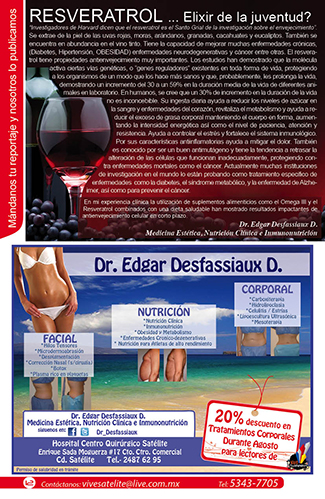 RESVERATROL ... Elixir de la juventud?
"Investigadores de Harvard dicen que el resveratrol es el Santo Grial de la investigación sobre el envejecimiento".
Se extrae de la piel de las uvas rojas, moras, arándanos, granadas, cacahuetes y eucaliptos. También se
encuentra en abundancia en el vino tinto. Tiene la capacidad de mejorar muchas enfermedades crónicas,
(Diabetes, Hipertensión, OBESIDAD) enfermedades neurodegenerativas y cáncer entre otras. El resvera-
trol tiene propiedades antienvejecimiento muy importantes. Los estudios han demostrado que la molécula
activa ciertas vías genéticas, o "genes reguladores" existentes en toda forma de vida, protegiendo
a los organismos de un modo que los hace más sanos y que, probablemente, les prolonga la vida,
demostrando un incremento del 30 a un 59% en la duración media de la vida de diferentes ani-
males en laboratorio. En humanos, se cree que un 30% de incremento en la duración de la vida
no es inconcebible. Su ingesta diaria ayuda a reducir los niveles de azúcar en
la sangre y enfermedades del corazón, revitaliza el metabolismo y ayuda a re-
ducir el exceso de grasa corporal manteniendo el cuerpo en forma, aumen-
tando la intensidad energética así como el nivel de paciencia, atención y
resistencia. Ayuda a controlar el estrés y fortalece el sistema inmunológico.
Por sus características antiinflamatorias ayuda a mitigar el dolor. También
es conocido por ser un buen antimutágeno y tiene la tendencia a retrasar la
alteración de las células que funcionan inadecuadamente, protegiendo con-
tra enfermedades mortales como el cáncer. Actualmente muchas instituciones
de investigación en el mundo lo están probando como tratamiento específico de
enfermedades como la diabetes, el síndrome metabólico, y la enfermedad de Alzhe-
imer, así como para prevenir el cáncer.
En mi experiencia clínica la utilización de suplementos alimenticios como el Omega III y el
Resveratrol combinados con una dieta saludable han mostrado resultados impactantes de
antienvejecimiento celular en corto plazo.
Dr. Edgar Desfassiaux D.
Medicina Estética, Nutrición Clínica e Inmunonutrición
Mándanos tu reportaje y nosotros lo publicamos
Dr. Edgar Desfassiaux D.
CORPORAL
* Carboxiterapia
* Hidrolipoclasia
* Celulitis / Estrías
* Lipoescultura Ultrasónica
* Mesoterapia
NUTRICIÓN
* Nutrición Clínica
* Inmunonutrición
* Obesidad y Metabolismo
* Enfermedades Crónico-degenerativas
* Nutrición para Atletas de alto rendimiento
FACIAL
* Hilos Tensores
* Microdermoabrasión
* Despigmentación
* Botox
Dr. Edgar Desfassiaux D.
Medicina Estética, Nutrición Clínica e Inmunonutrición
síguenos en:
Dr_Desfassiaux
Hospital Centro Quirúrgico Satélite
Enrique Sada Moguerza #17 Cto. Ctro. Comercial
Cd. Satélite Tel.- 2487 62 95
20%
descuento en
Tratamientos Corporales
Durante Agosto
para lectores de
Permiso de salubridad en trámite
Contáctanos: vivesatelite@live.com.mx
Tel: 5343-7705